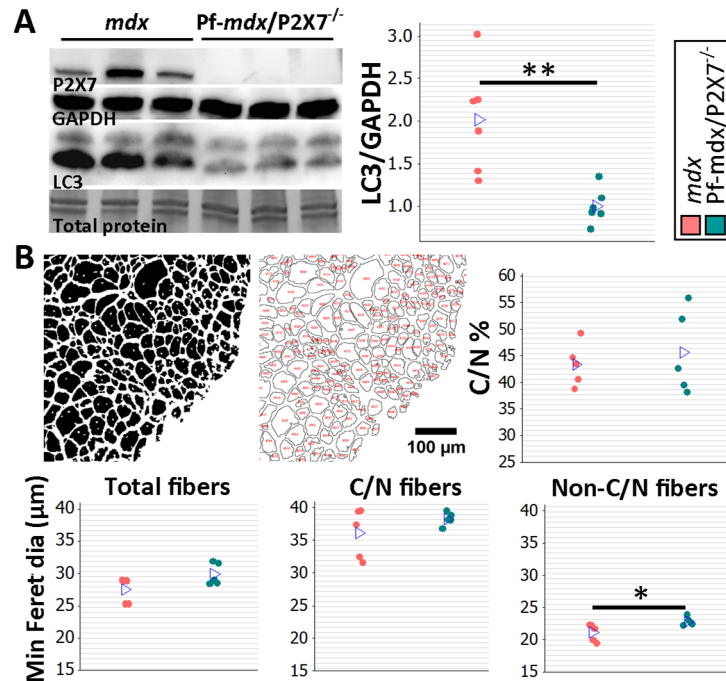 A
mdx Pf-mdx/P2X7-/-
P2X7
GAPDH
LC3
Total protein
LC3/GAPDH
3.0
2.5
2.0
1.5
1.0
**
mdx
Pf-mdx/P2X7-/-
B
100 µm
C/N %
60
55
50
45
40
35
30
25
Total fibers
Min Feret dia (µm)
40
35
30
25
20
15
C/N fibers
40
35
30
25
20
15
Non-C/N fibers
40
35
30
25
20
15
*